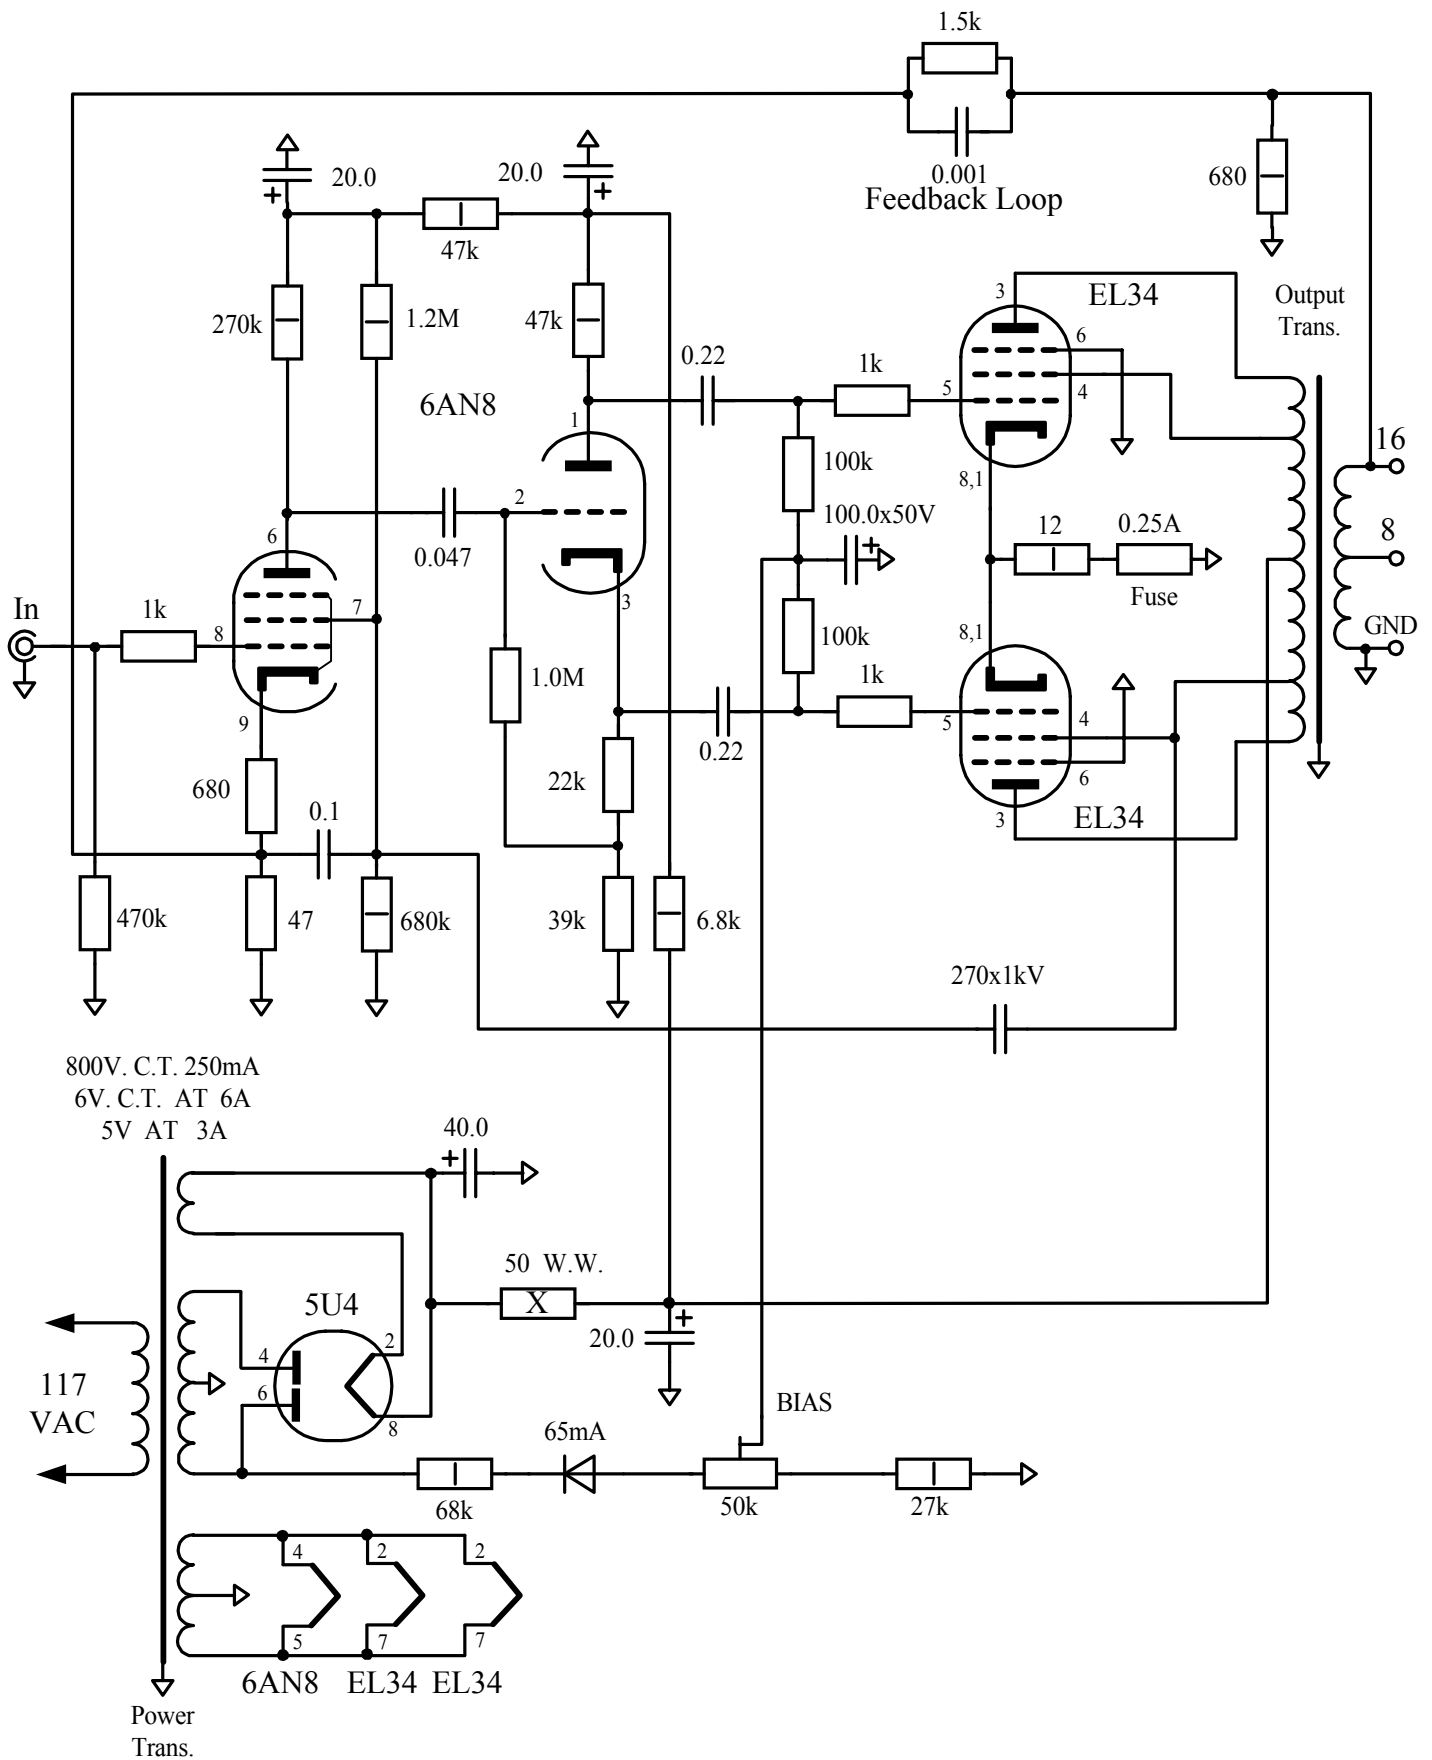 1.5k
0.001
Feedback Loop
680
20.0
+
20.0
+
47k
270k
1.2M
47k
6AN8
0.22
1k
3
EL34
6
5
4
8,1
Output
Trans.
16
8
GND
100k
100.0x50V
+
12
0.25A
Fuse
100k
1k
8,1
5
4
6
3
EL34
0.22
1
2
3
0.047
1.0M
22k
39k
6.8k
In
1k
6
7
8
9
680
0.1
470k
47
680k
270x1kV
800V. C.T. 250mA
6V. C.T. AT 6A
5V AT 3A
40.0
+
50 W.W.
X
5U4
2
4
6
8
20.0
+
117
VAC
BIAS
65mA
68k
50k
27k
4
2
2
5
7
7
6AN8
EL34
EL34
Power
Trans.